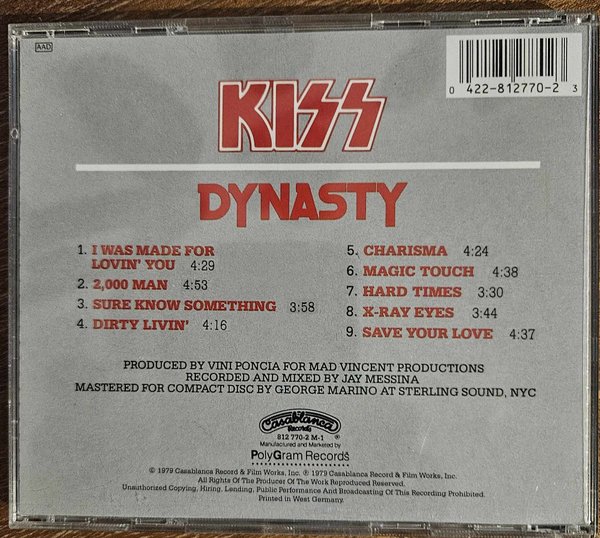 AAD
0 422-812770-2 3
KISS
DYNASTY
1. I WAS MADE FOR
LOVIN' YOU 4:29
2. 2,000 MAN 4:53
3. SURE KNOW SOMETHING 3:58
4. DIRTY LIVIN' 4:16
5. CHARISMA 4:24
6. MAGIC TOUCH 4:38
7. HARD TIMES 3:30
8. X-RAY EYES 3:44
9. SAVE YOUR LOVE 4:37
PRODUCED BY VINI PONCIA FOR MAD VINCENT PRODUCTIONS
RECORDED AND MIXED BY JAY MESSINA
MASTERED FOR COMPACT DISC BY GEORGE MARINO AT STERLING SOUND, NYC
Casablanca
Records
812 770-2 M-1
Manufactured and Marketed by
PolyGram Records
© 1979 Casablanca Record & Film Works, Inc. ℗ 1979 Casablanca Record & Film Works, Inc.
All Rights Of The Producer Of The Work Reproduced Reserved.
Unauthorized Copying, Hiring, Lending, Public Performance And Broadcasting Of This Recording Prohibited.
Printed in West Germany.